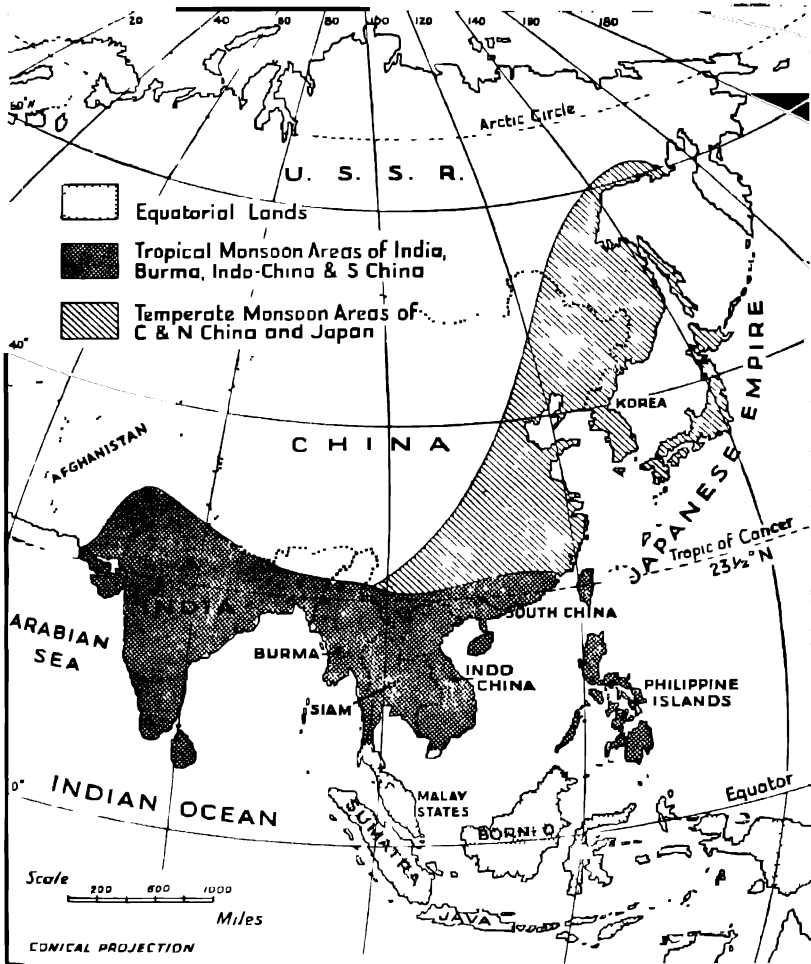 20 40 60 80 100 120 140 160 180
60°N
Arctic Circle
U. S. S. R.
Equatorial Lands
Tropical Monsoon Areas of India,
Burma, Indo-China & S China
Temperate Monsoon Areas of
C & N China and Japan
40°
AFGHANISTAN
CHINA
KOREA
JAPANESE EMPIRE
Tropic of Cancer
23½° N
INDIA
ARABIAN
SEA
SOUTH CHINA
BURMA
INDO
CHINA
SIAM
PHILIPPINE
ISLANDS
0°
INDIAN OCEAN
MALAY
STATES
Equator
SUMATRA
BORNEO
JAVA
Scale
200 600 1000
Miles
CONICAL PROJECTION